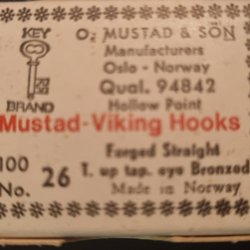 KEY
BRAND
O. MUSTAD & SÖN
Manufacturers
Oslo - Norway
Qual. 94842
Hollow Point
Mustad-Viking Hooks
100
No. 26
Forged Straight
T. up tap. eye Bronzed
Made in Norway